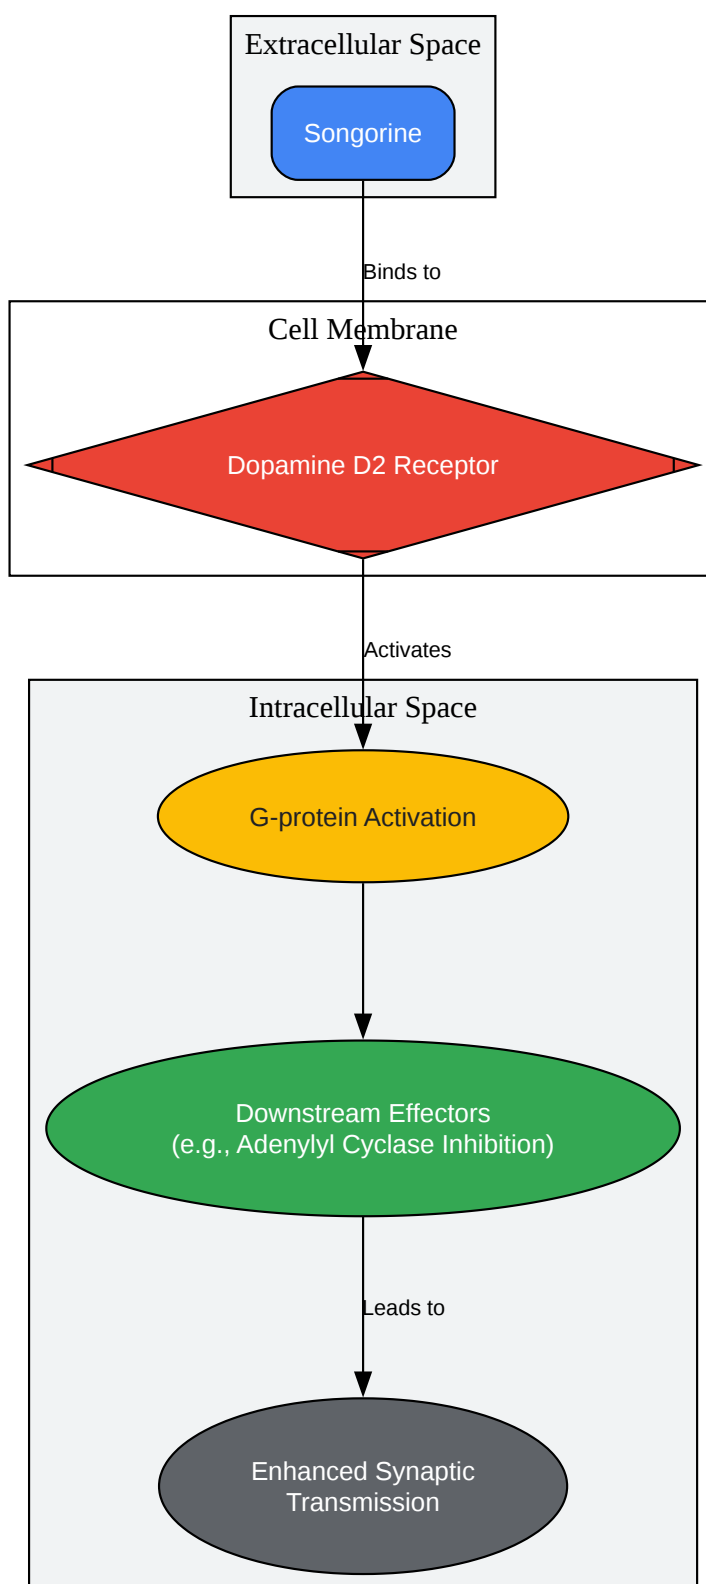 Extracellular Space
Songorine
Binds to
Cell Membrane
Dopamine D2 Receptor
Activates
Intracellular Space
G-protein Activation
Downstream Effectors
(e.g., Adenylyl Cyclase Inhibition)
Leads to
Enhanced Synaptic
Transmission